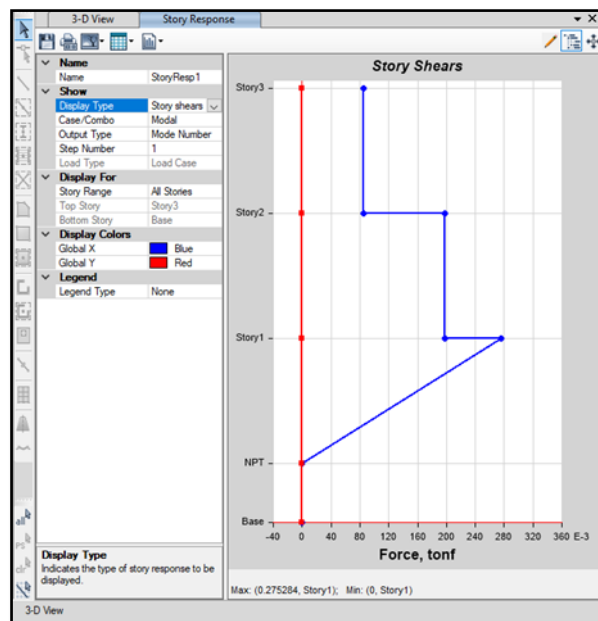 3-D View
Story Response
Name
Name StoryResp1
Show
Display Type Story shears
Case/Combo Modal
Output Type Mode Number
Step Number 1
Load Type Load Case
Display For
Story Range All Stories
Top Story Story3
Bottom Story Base
Display Colors
Global X Blue
Global Y Red
Legend
Legend Type None
Display Type
Indicates the type of story response to be
displayed.
Story Shears
Story3
Story2
Story1
NPT
Base
-40 0 40 80 120 160 200 240 280 320 360 E-3
Force, tonf
Max: (0.275284, Story1); Min: (0, Story1)
all
PS
clr
3-D View